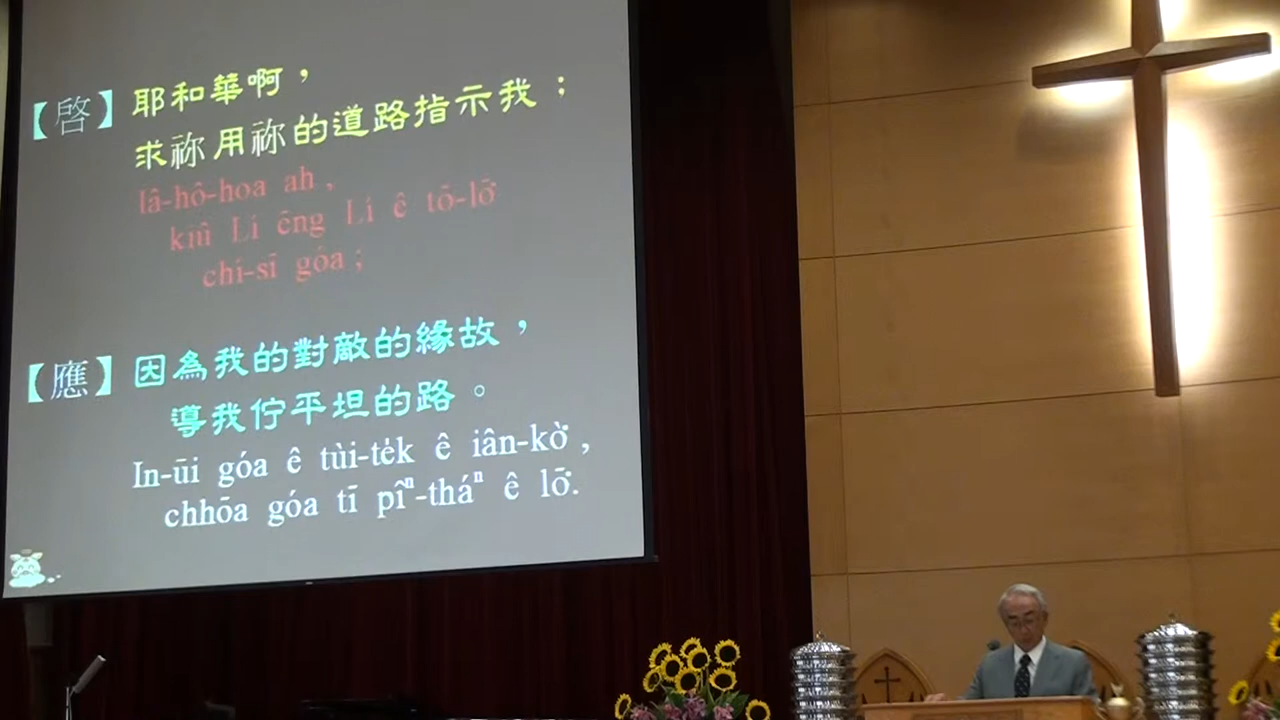 【啓】耶和華啊，
求祢用祢的道路指示我；
Iâ-hô-hoa ah,
kiû Lí ēng Lí ê tō-lō͘
chí-sī góa;
【應】因為我的對敵的緣故，
導我佇平坦的路。
In-ūi góa ê tùi-te̍k ê iân-kò͘,
chhōa góa tī pîⁿ-tháⁿ ê lō͘.